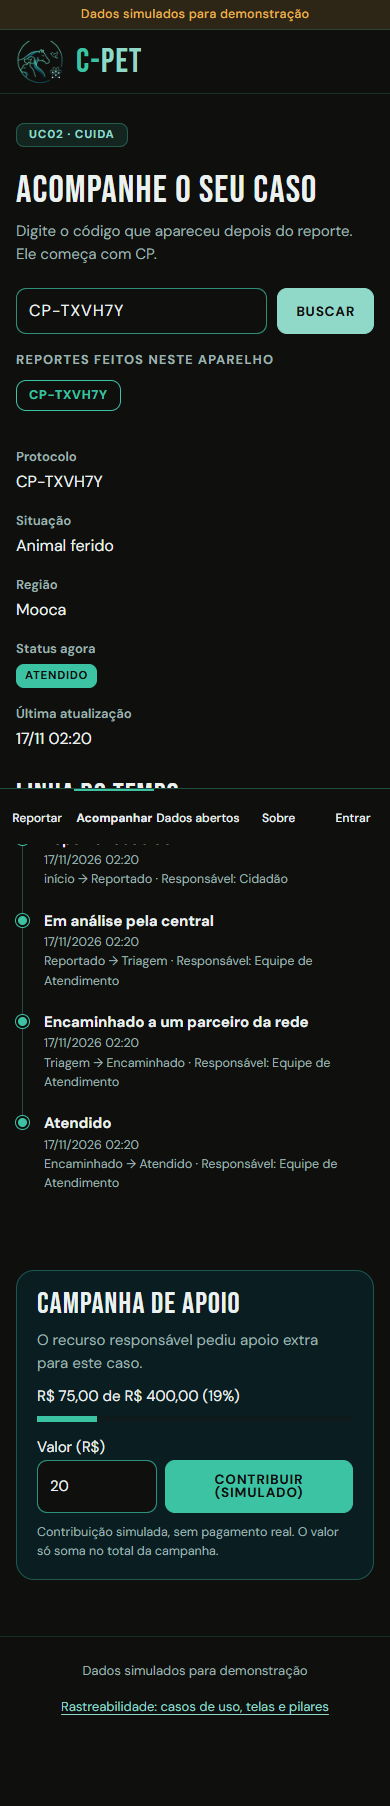 Dados simulados para demonstração
C-PET
UC02 · CUIDA
ACOMPANHE O SEU CASO
Digite o código que apareceu depois do reporte.
Ele começa com CP.
CP-TXVH7Y
BUSCAR
REPORTES FEITOS NESTE APARELHO
CP-TXVH7Y
Protocolo
CP-TXVH7Y
Situação
Animal ferido
Região
Mooca
Status agora
ATENDIDO
Última atualização
17/11 02:20
LINHA DO TEMPO
Reportar Acompanhar Dados abertos Sobre Entrar
17/11/2026 02:20
início → Reportado · Responsável: Cidadão
Em análise pela central
17/11/2026 02:20
Reportado → Triagem · Responsável: Equipe de
Atendimento
Encaminhado a um parceiro da rede
17/11/2026 02:20
Triagem → Encaminhado · Responsável: Equipe de
Atendimento
Atendido
17/11/2026 02:20
Encaminhado → Atendido · Responsável: Equipe de
Atendimento
CAMPANHA DE APOIO
O recurso responsável pediu apoio extra
para este caso.
R$ 75,00 de R$ 400,00 (19%)
Valor (R$)
20
CONTRIBUIR
(SIMULADO)
Contribuição simulada, sem pagamento real. O valor
só soma no total da campanha.
Dados simulados para demonstração
Rastreabilidade: casos de uso, telas e pilares